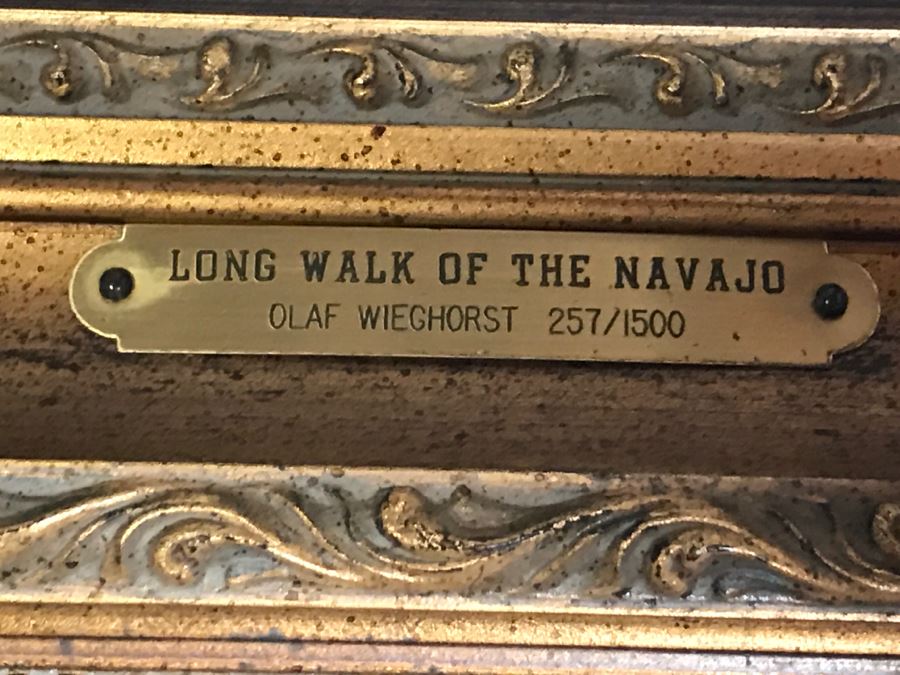 LONG WALK OF THE NAVAJO
OLAF WIEGHORST 257/1500